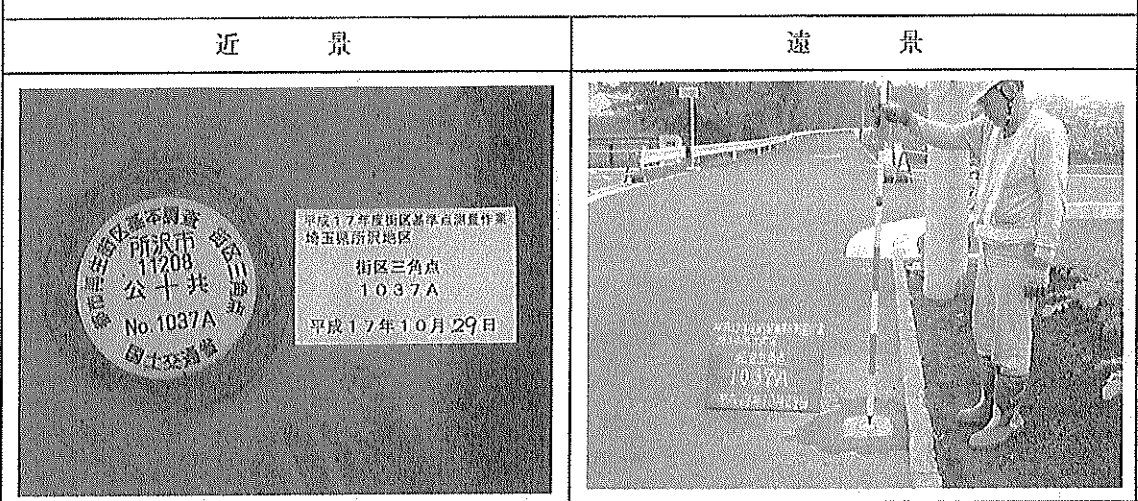 近 景
遠 景
都市再生街区基本調査 街区三角点
所沢市
11208
公 共
No.1037A
国土交通省
平成17年度街区基準点測量作業
埼玉県所沢地区
街区三角点
1037A
平成17年10月29日
1037A